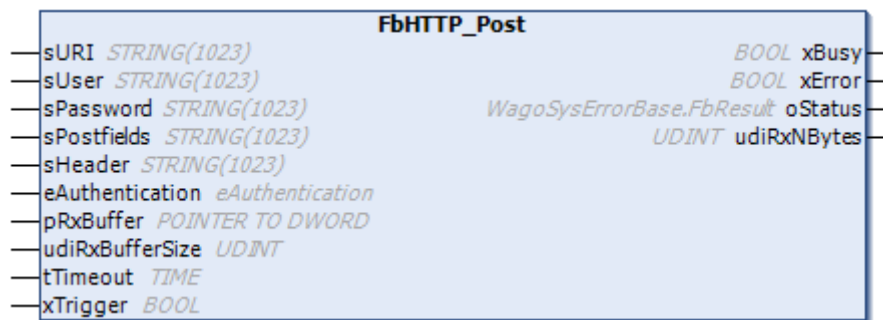 FbHTTP_Post
sURI STRING(1023) BOOL xBusy
sUser STRING(1023) BOOL xError
sPassword STRING(1023) WagoSysErrorBase.FbResult oStatus
sPostfields STRING(1023) UDINT udiRxNBytes
sHeader STRING(1023)
eAuthentication eAuthentication
pRxBuffer POINTER TO DWORD
udiRxBufferSize UDINT
tTimeout TIME
xTrigger BOOL